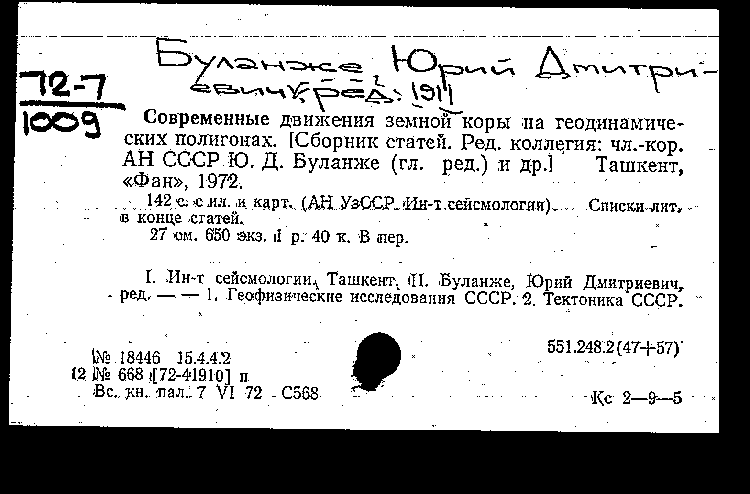 Буланже, Юрий Дмитри-
евич, ред. 1911
72-7
1009
Современные движения земной коры на геодинамиче-
ских полигонах. [Сборник статей. Ред. коллегия: чл.-кор.
АН СССР Ю. Д. Буланже (гл. ред.) и др.] Ташкент,
«Фан», 1972.
142 с. с ил. и карт. (АН УзССР. Ин-т сейсмологии). Списки лит.
в конце статей.
27 см. 650 экз. 1 р. 40 к. В пер.
I. Ин-т сейсмологии, Ташкент. II. Буланже, Юрий Дмитриевич,
ред. — — 1. Геофизические исследования СССР. 2. Тектоника СССР.
551.248.2(47+57)
№ 18446 15.4.4.2
12 № 668 [72-41910] п
Вс. кн. пал. 7 VI 72 С568
Кс 2—9—5